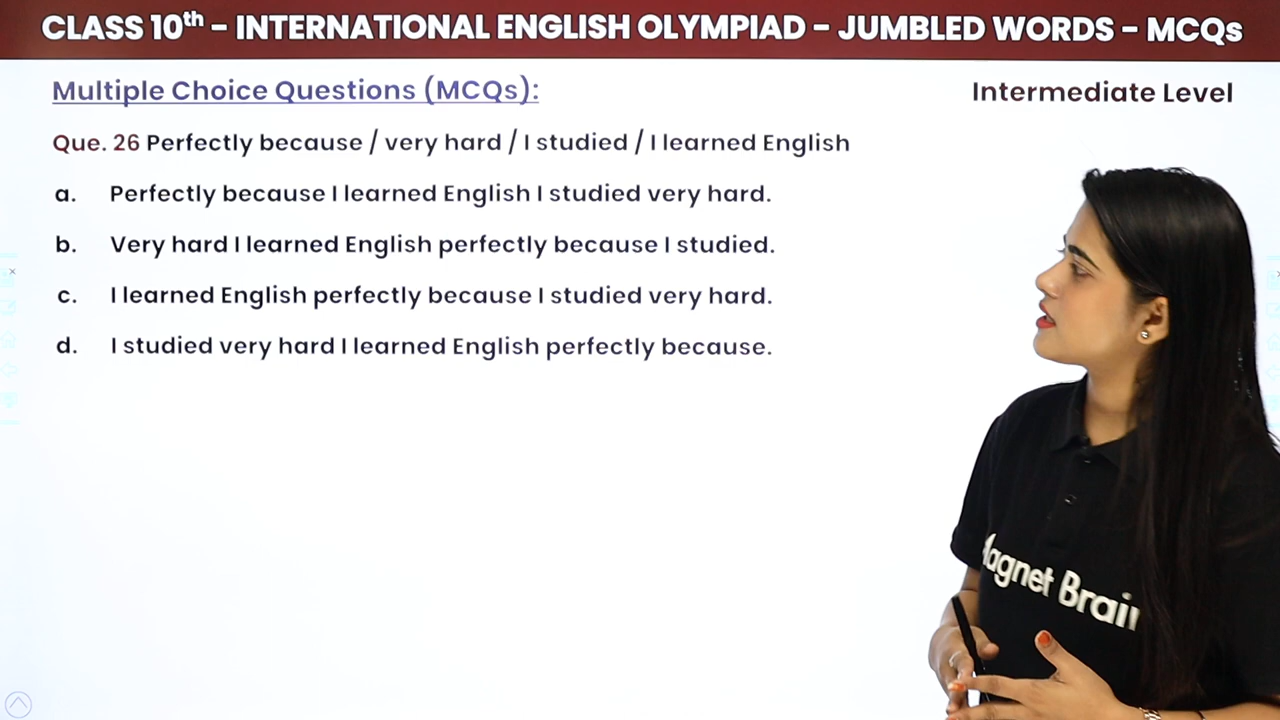 CLASS 10th – INTERNATIONAL ENGLISH OLYMPIAD – JUMBLED WORDS – MCQs
Multiple Choice Questions (MCQs):
Intermediate Level
Que. 26 Perfectly because / very hard / I studied / I learned English
a. Perfectly because I learned English I studied very hard.
b. Very hard I learned English perfectly because I studied.
c. I learned English perfectly because I studied very hard.
d. I studied very hard I learned English perfectly because.
Magnet Brain